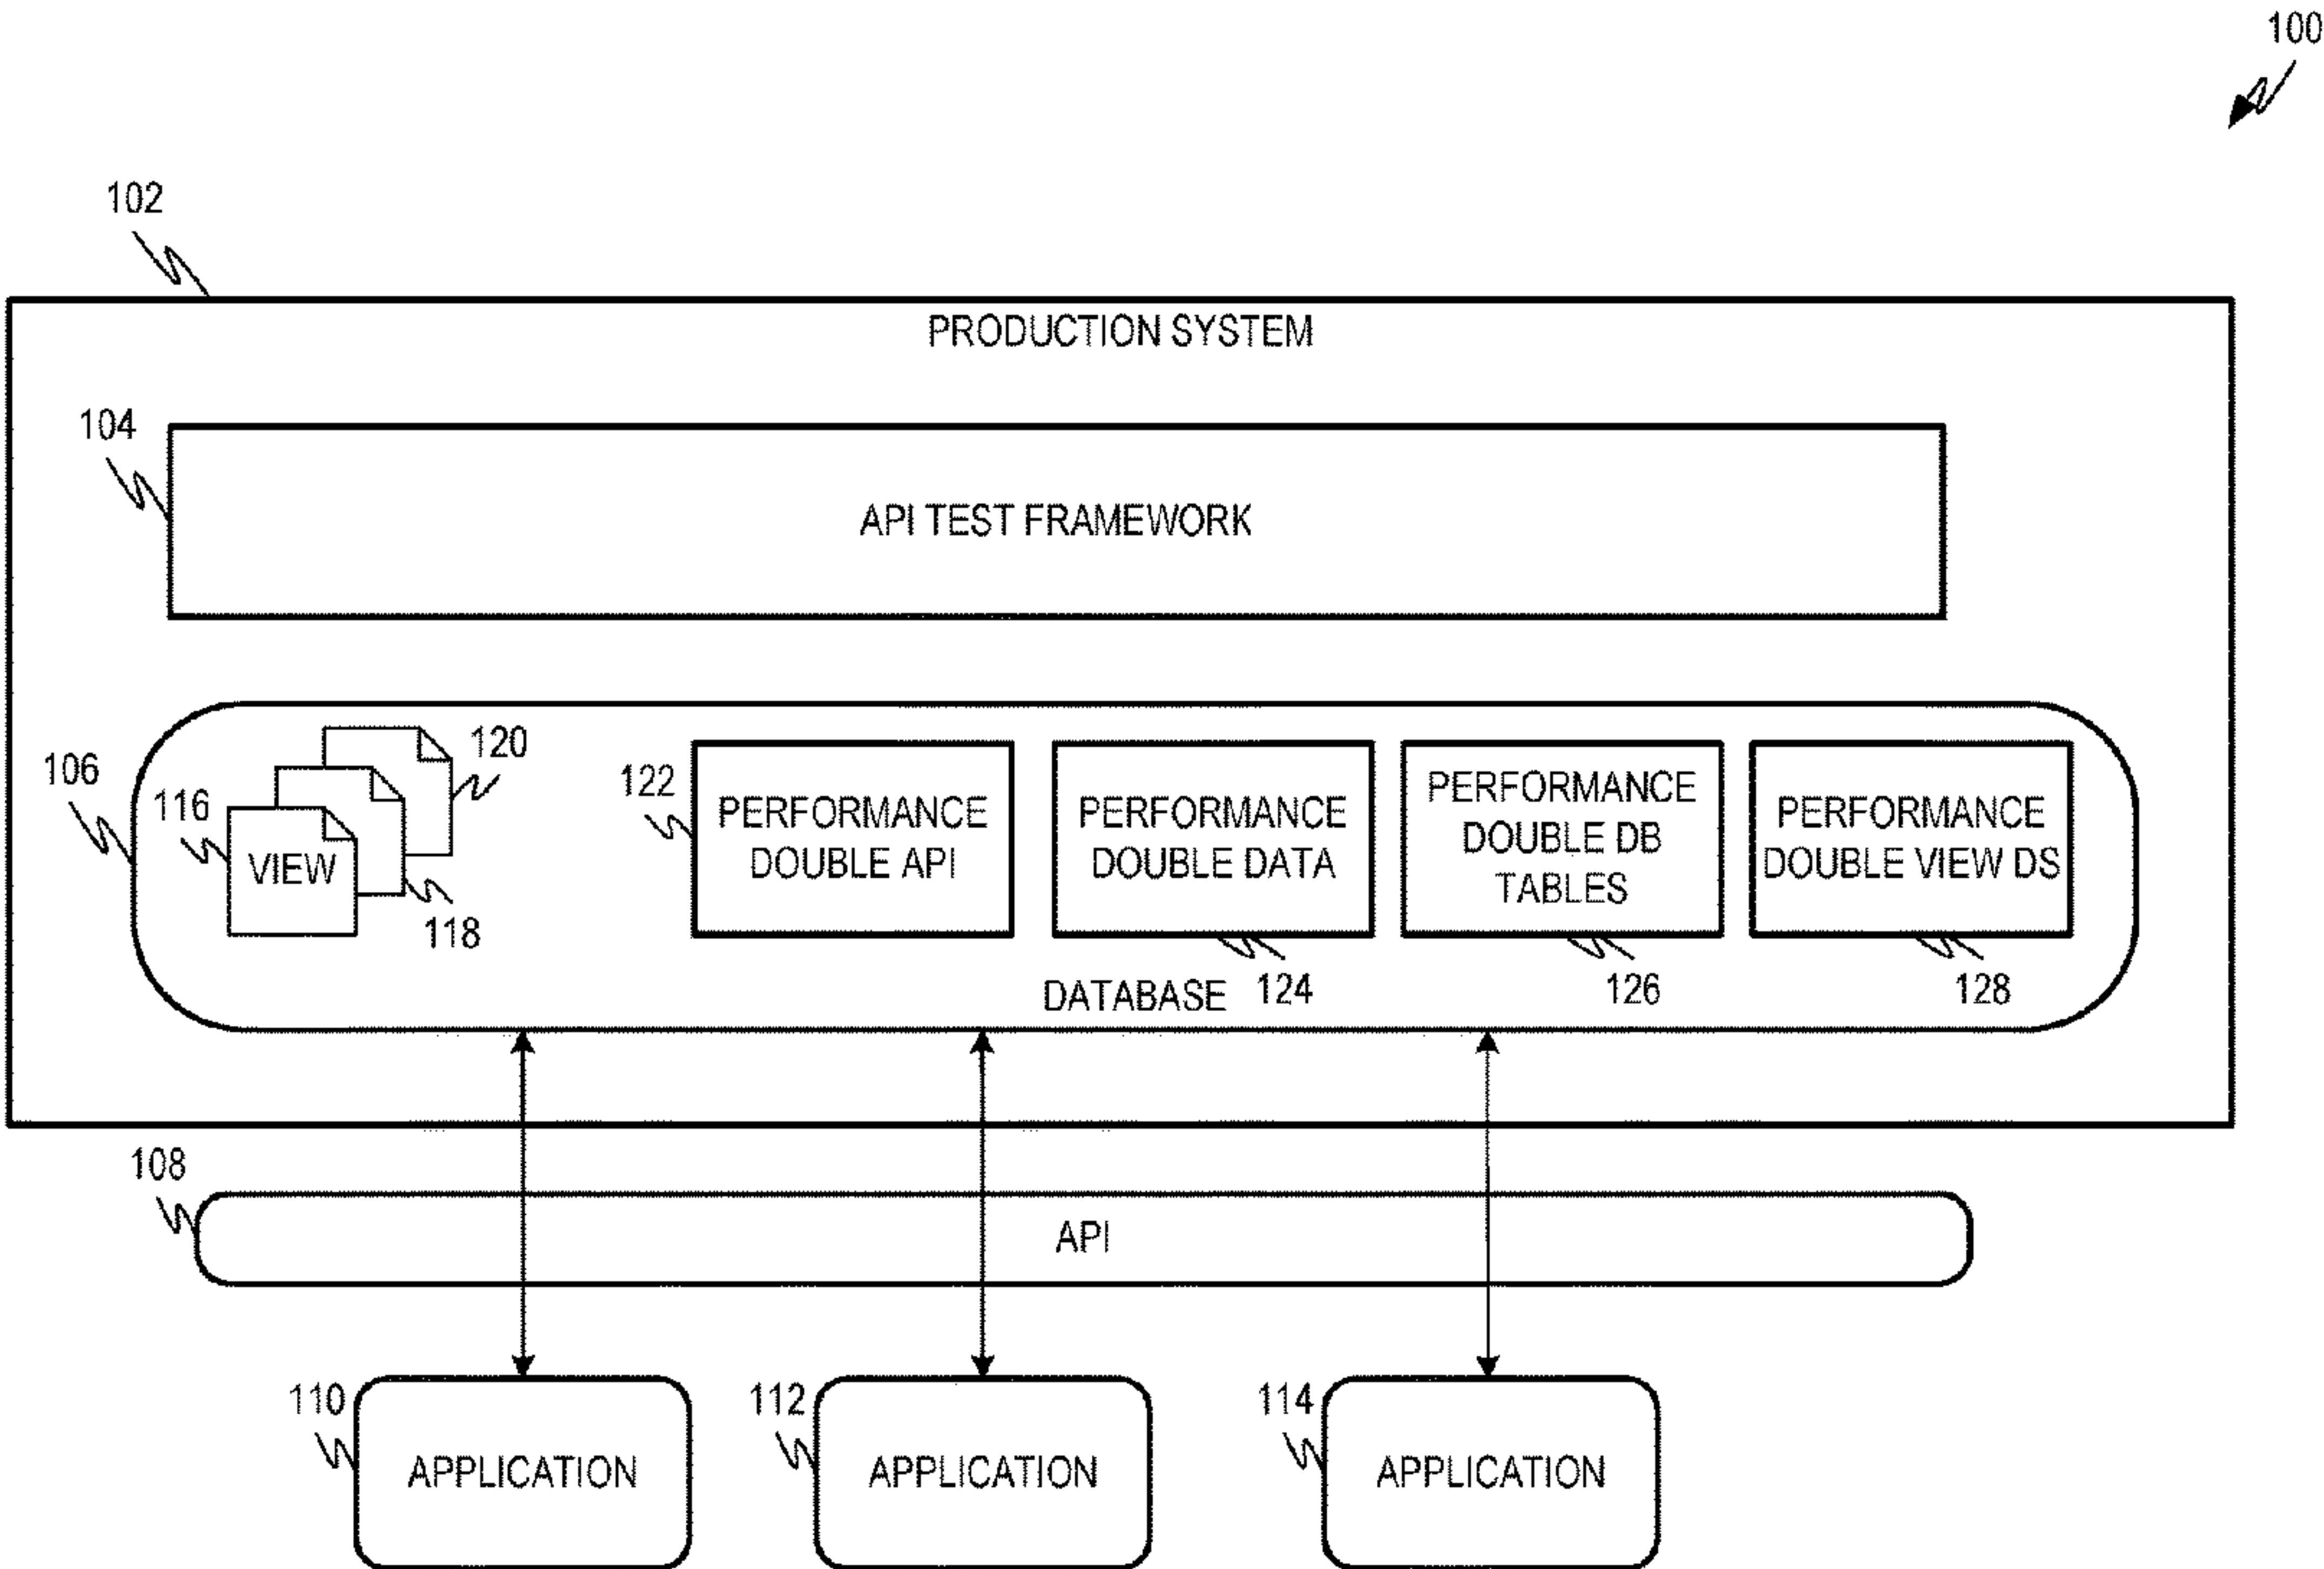 100
102
PRODUCTION SYSTEM
104
API TEST FRAMEWORK
106
116
VIEW
120
118
122
PERFORMANCE
DOUBLE API
PERFORMANCE
DOUBLE DATA
124
PERFORMANCE
DOUBLE DB
TABLES
126
PERFORMANCE
DOUBLE VIEW DS
128
DATABASE
108
API
110
APPLICATION
112
APPLICATION
114
APPLICATION